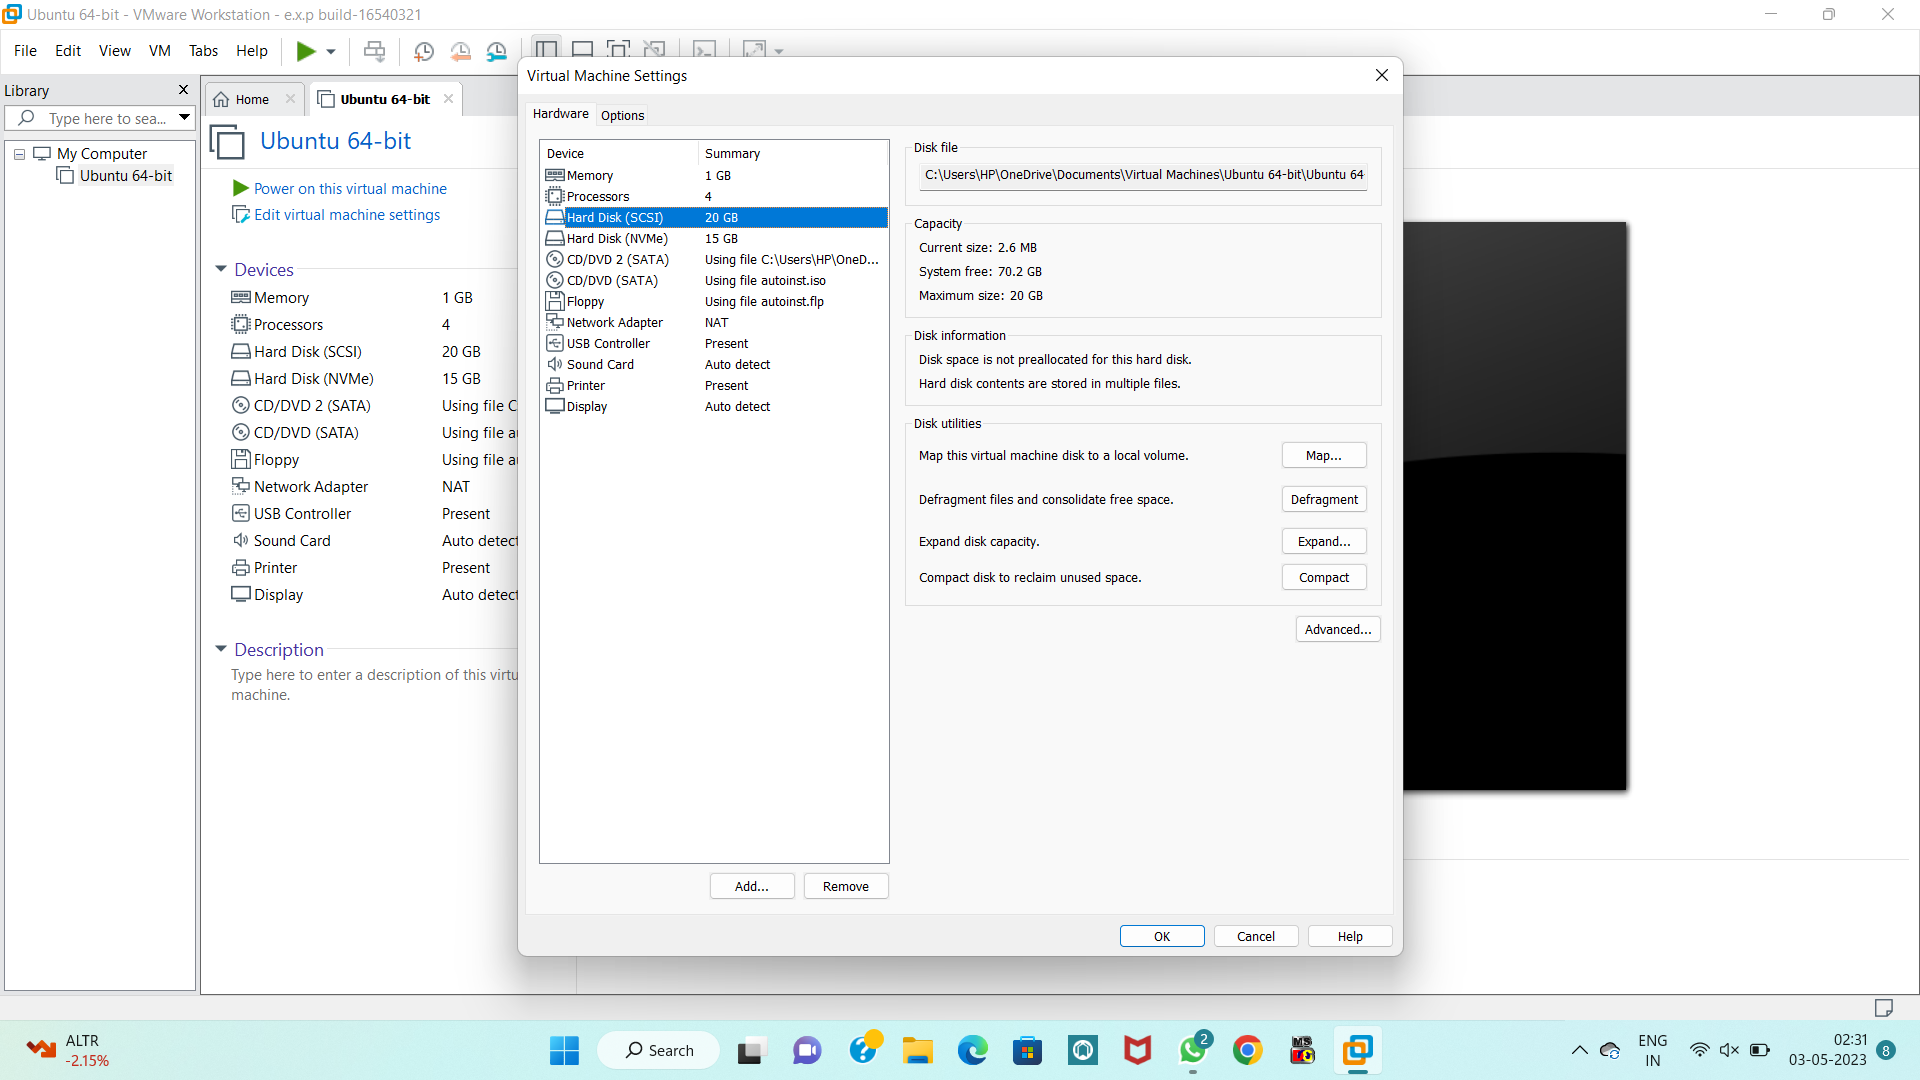 Ubuntu 64-bit - VMware Workstation - e.x.p build-16540321
File Edit View VM Tabs Help
Library
Type here to sea...
My Computer
Ubuntu 64-bit
Home
Ubuntu 64-bit
Ubuntu 64-bit
Power on this virtual machine
Edit virtual machine settings
Devices
Memory 1 GB
Processors 4
Hard Disk (SCSI) 20 GB
Hard Disk (NVMe) 15 GB
CD/DVD 2 (SATA) Using file C
CD/DVD (SATA) Using file a
Floppy Using file a
Network Adapter NAT
USB Controller Present
Sound Card Auto detect
Printer Present
Display Auto detect
Description
Type here to enter a description of this virtu
machine.
Virtual Machine Settings
Hardware Options
Device Summary
Memory 1 GB
Processors 4
Hard Disk (SCSI) 20 GB
Hard Disk (NVMe) 15 GB
CD/DVD 2 (SATA) Using file C:\Users\HP\OneD...
CD/DVD (SATA) Using file autoinst.iso
Floppy Using file autoinst.flp
Network Adapter NAT
USB Controller Present
Sound Card Auto detect
Printer Present
Display Auto detect
Add... Remove
Disk file
C:\Users\HP\OneDrive\Documents\Virtual Machines\Ubuntu 64-bit\Ubuntu 64
Capacity
Current size: 2.6 MB
System free: 70.2 GB
Maximum size: 20 GB
Disk information
Disk space is not preallocated for this hard disk.
Hard disk contents are stored in multiple files.
Disk utilities
Map this virtual machine disk to a local volume. Map...
Defragment files and consolidate free space. Defragment
Expand disk capacity. Expand...
Compact disk to reclaim unused space. Compact
Advanced...
OK Cancel Help
ALTR
-2.15%
Search
2
MS
ENG
IN
02:31
03-05-2023
8